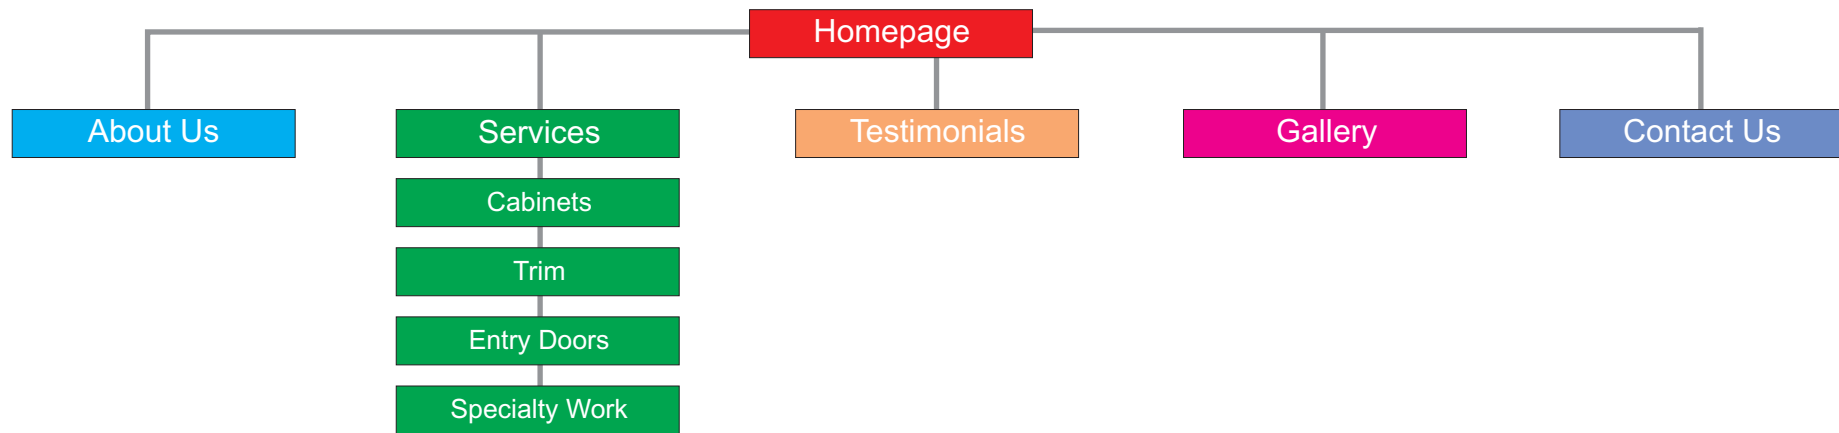 Homepage
About Us
Services
Testimonials
Gallery
Contact Us
Cabinets
Trim
Entry Doors
Specialty Work